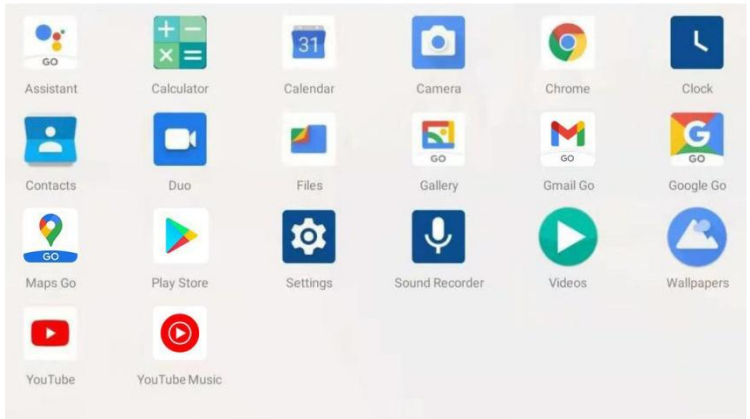 GO
31
GO
GO
GO
GO
Assistant Calculator Calendar Camera Chrome Clock
Contacts Duo Files Gallery Gmail Go Google Go
Maps Go Play Store Settings Sound Recorder Videos Wallpapers
YouTube YouTube Music